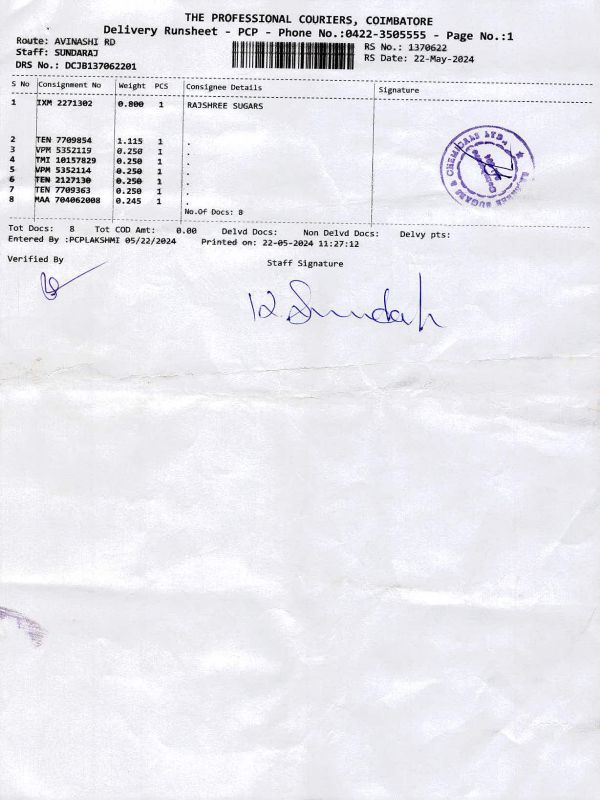 THE PROFESSIONAL COURIERS, COIMBATORE
Delivery Runsheet - PCP - Phone No.:0422-3505555 - Page No.:1
Route: AVINASHI RD
RS No.: 1370622
Staff: SUNDARAJ
RS Date: 22-May-2024
DRS No.: DCJB137062201
S No Consignment No Weight PCS Consignee Details Signature
1 IXM 2271302 0.800 1 RAJSHREE SUGARS
2 TEN 7709854 1.115 1 .
3 VPM 5352119 0.250 1 .
4 TMI 10157829 0.250 1 .
5 VPM 5352114 0.250 1 .
6 TEN 2127130 0.250 1 .
7 TEN 7709363 0.250 1 .
8 MAA 704062008 0.245 1 .
No.Of Docs: 8
SUGARS & CHEMICALS LTD.
Tot Docs: 8 Tot COD Amt: 0.00 Delvd Docs: Non Delvd Docs: Delvy pts:
Entered By :PCPLAKSHMI 05/22/2024 Printed on: 22-05-2024 11:27:12
Verified By
Staff Signature